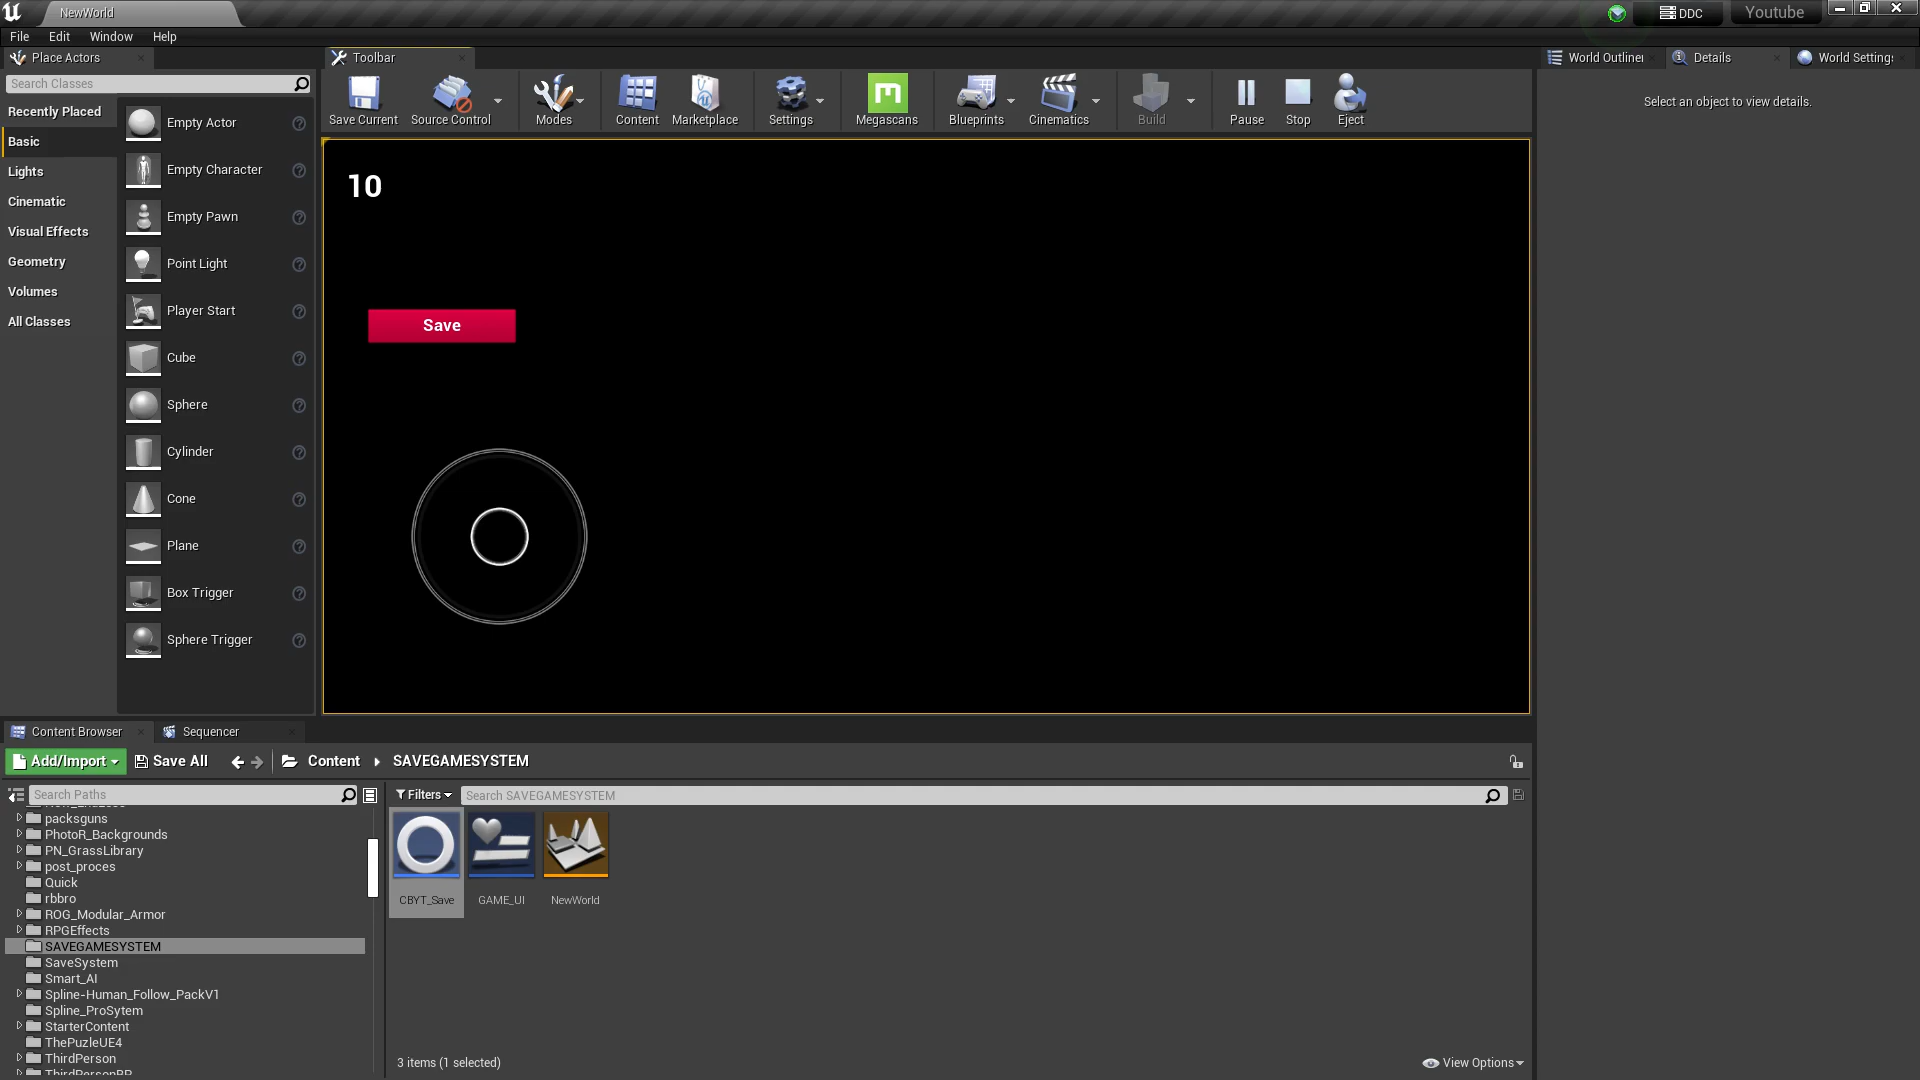 NewWorld
DDC
Youtube
File Edit Window Help
Place Actors
Toolbar
World Outliner
Details
World Settings
Search Classes
Recently Placed
Basic
Lights
Cinematic
Visual Effects
Geometry
Volumes
All Classes
Empty Actor
Empty Character
Empty Pawn
Point Light
Player Start
Cube
Sphere
Cylinder
Cone
Plane
Box Trigger
Sphere Trigger
Save Current
Source Control
Modes
Content
Marketplace
Settings
Megascans
Blueprints
Cinematics
Build
Pause
Stop
Eject
Select an object to view details.
10
Save
Content Browser
Sequencer
Add/Import
Save All
Content
SAVEGAMESYSTEM
Search Paths
Filters
Search SAVEGAMESYSTEM
packsguns
PhotoR_Backgrounds
PN_GrassLibrary
post_proces
Quick
rbbro
ROG_Modular_Armor
RPGEffects
SAVEGAMESYSTEM
SaveSystem
Smart_AI
Spline-Human_Follow_PackV1
Spline_ProSytem
StarterContent
ThePuzleUE4
ThirdPerson
ThirdPersonBP
CBYT_Save
GAME_UI
NewWorld
3 items (1 selected)
View Options